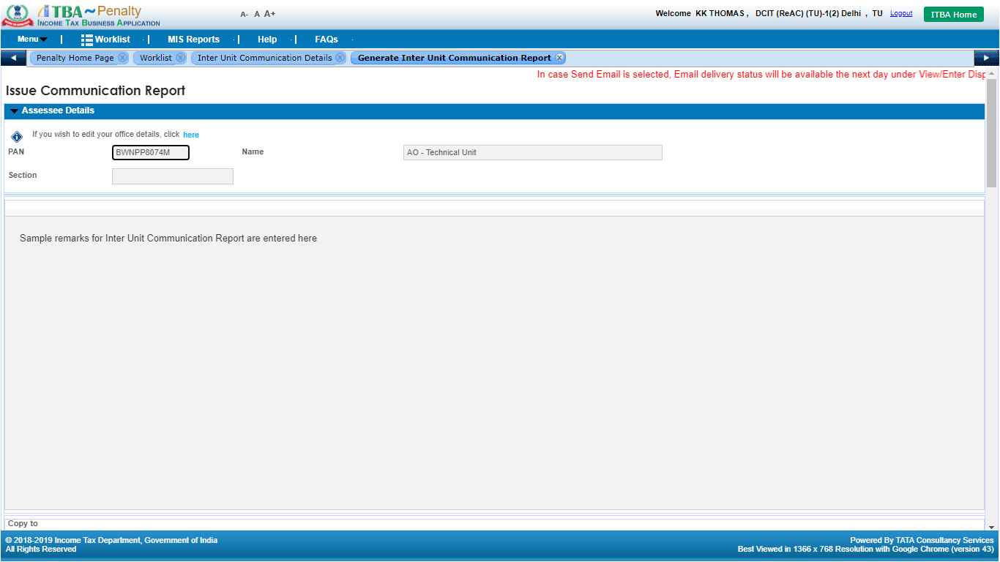 iTBA ~ Penalty
INCOME TAX BUSINESS APPLICATION
A- A A+
Welcome KK THOMAS , DCIT (ReAC) (TU)-1(2) Delhi , TU Logout ITBA Home
Menu | Worklist | MIS Reports | Help | FAQs
Penalty Home Page Worklist Inter Unit Communication Details Generate Inter Unit Communication Report
In case Send Email is selected, Email delivery status will be available the next day under View/Enter Disp
Issue Communication Report
Assessee Details
If you wish to edit your office details, click here
PAN BWNPP8074M Name AO - Technical Unit
Section
Sample remarks for Inter Unit Communication Report are entered here
Copy to
© 2018-2019 Income Tax Department, Government of India Powered By TATA Consultancy Services
All Rights Reserved Best Viewed in 1366 x 768 Resolution with Google Chrome (version 43)